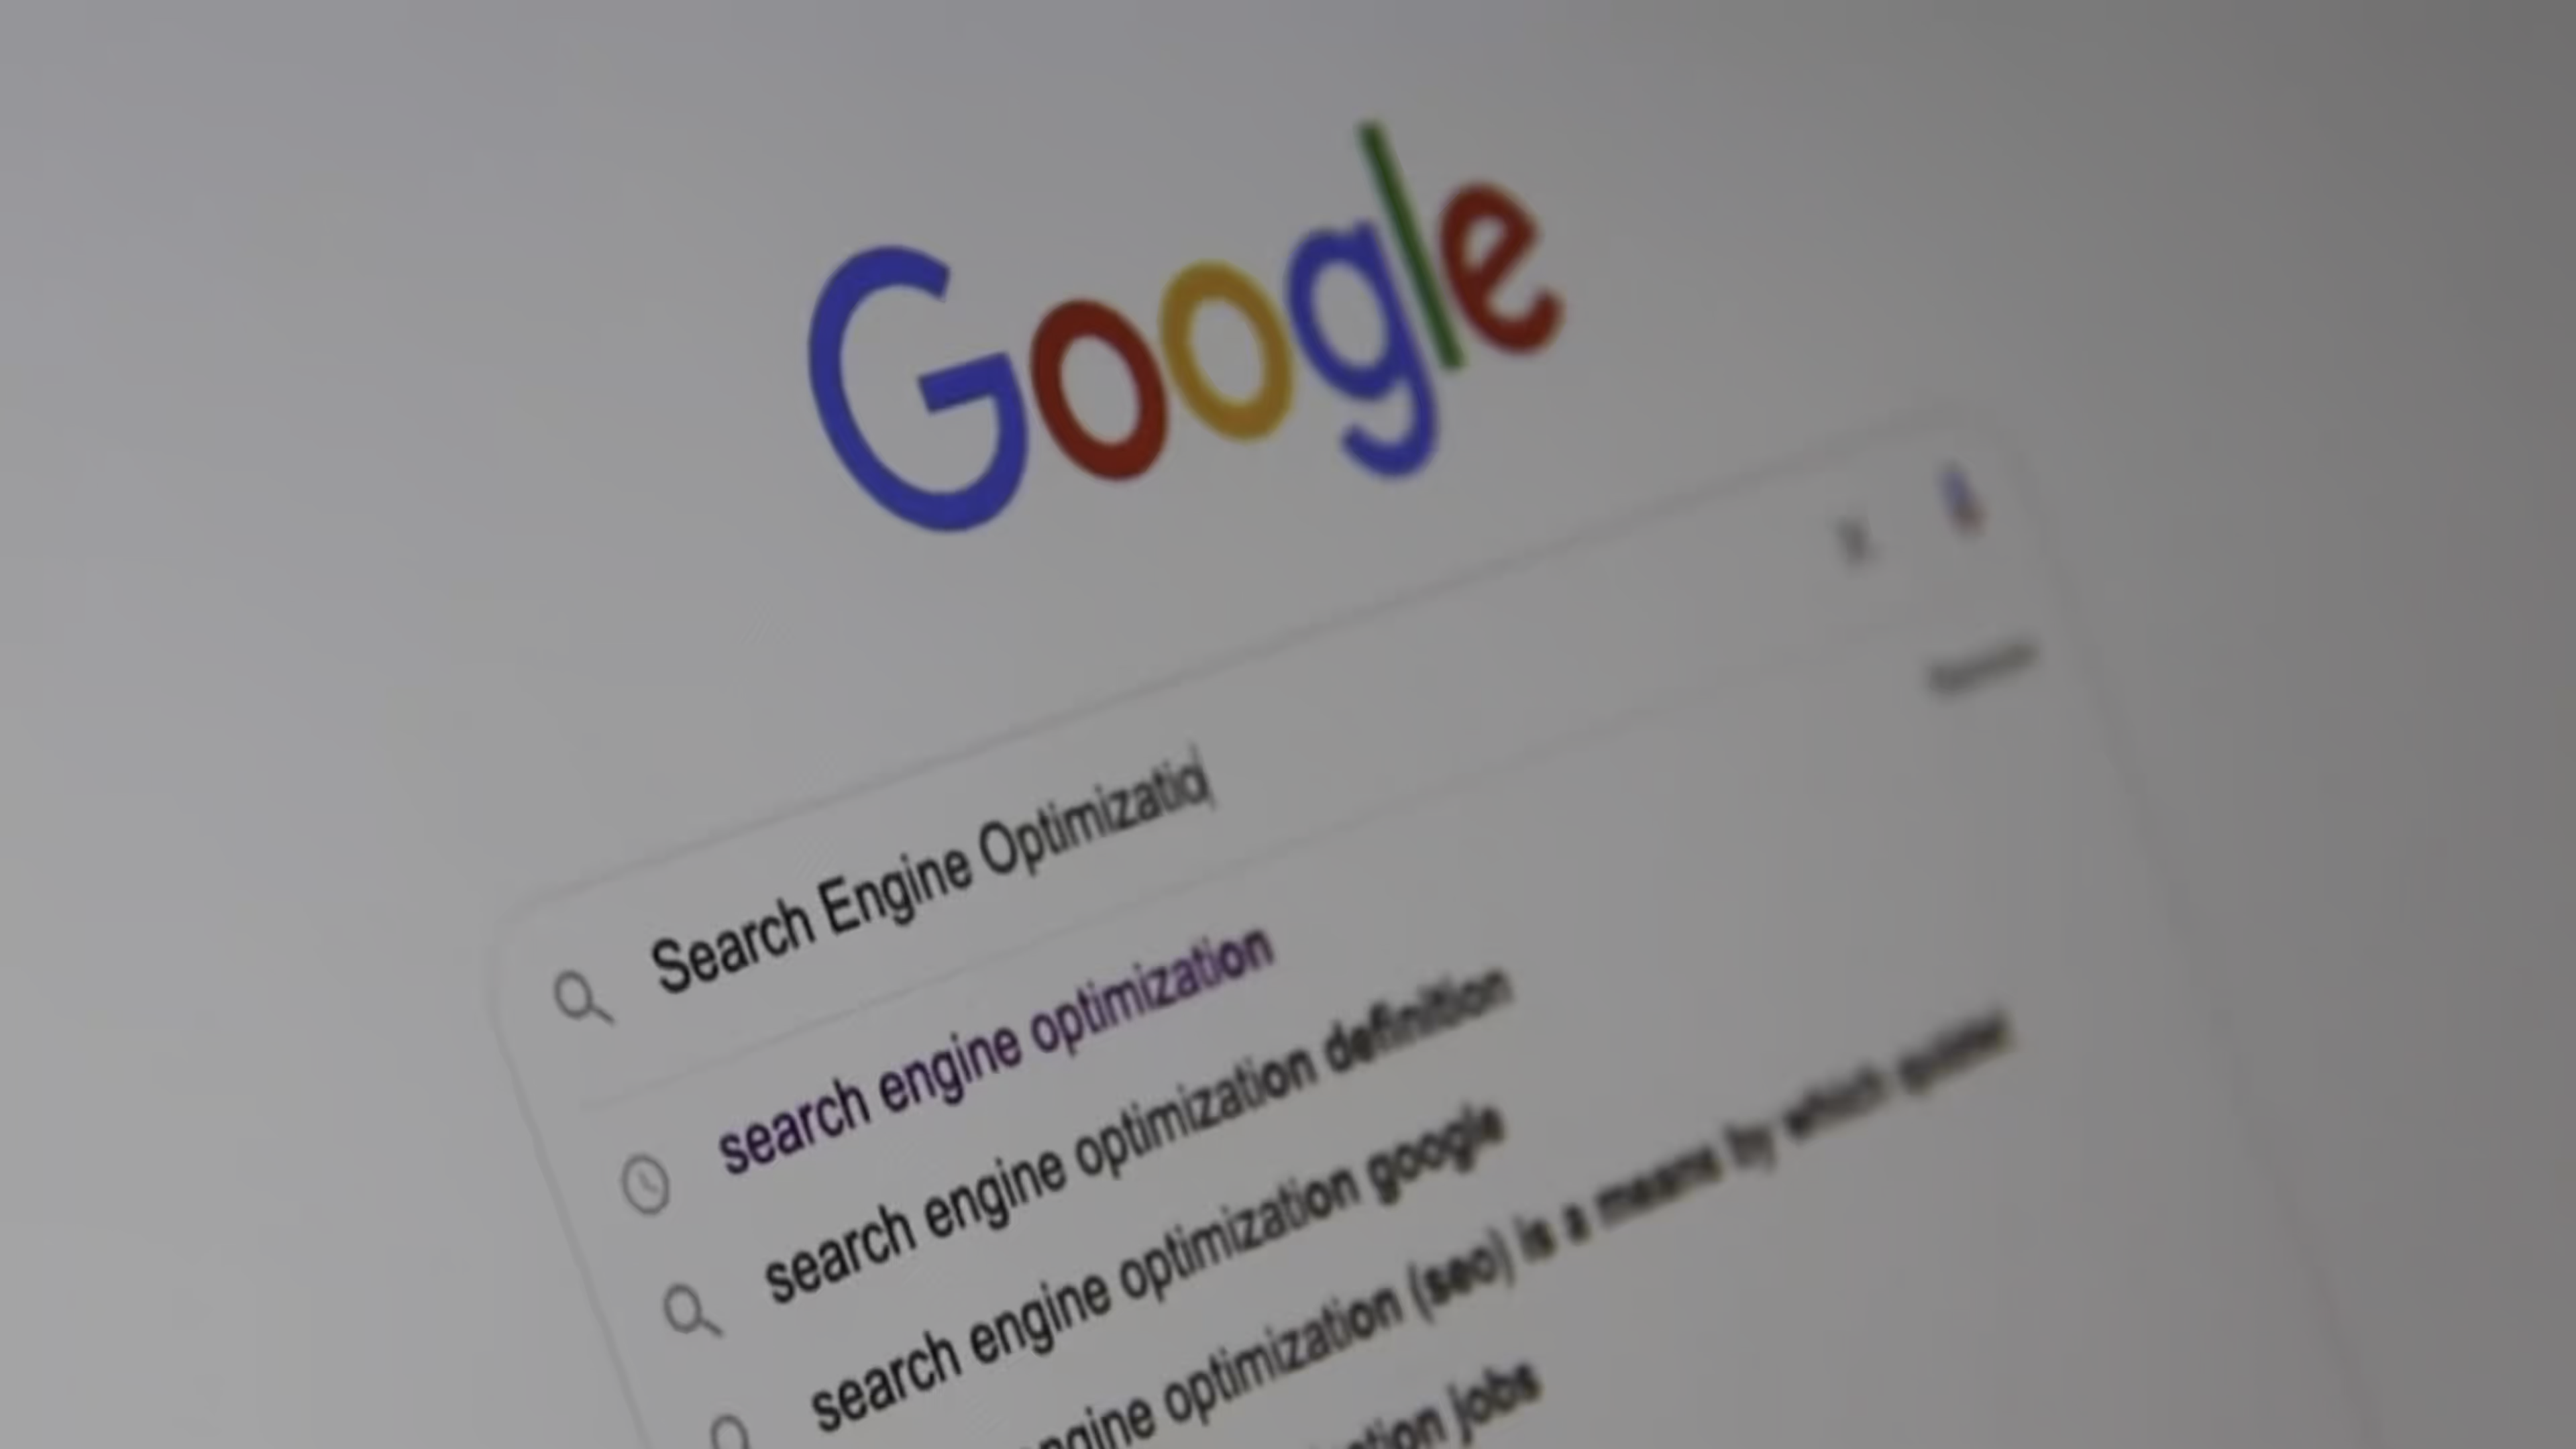 Google
Search Engine Optimizatio
search engine optimization
search engine optimization definition
search engine optimization google
engine optimization (seo) is a means by which
jobs